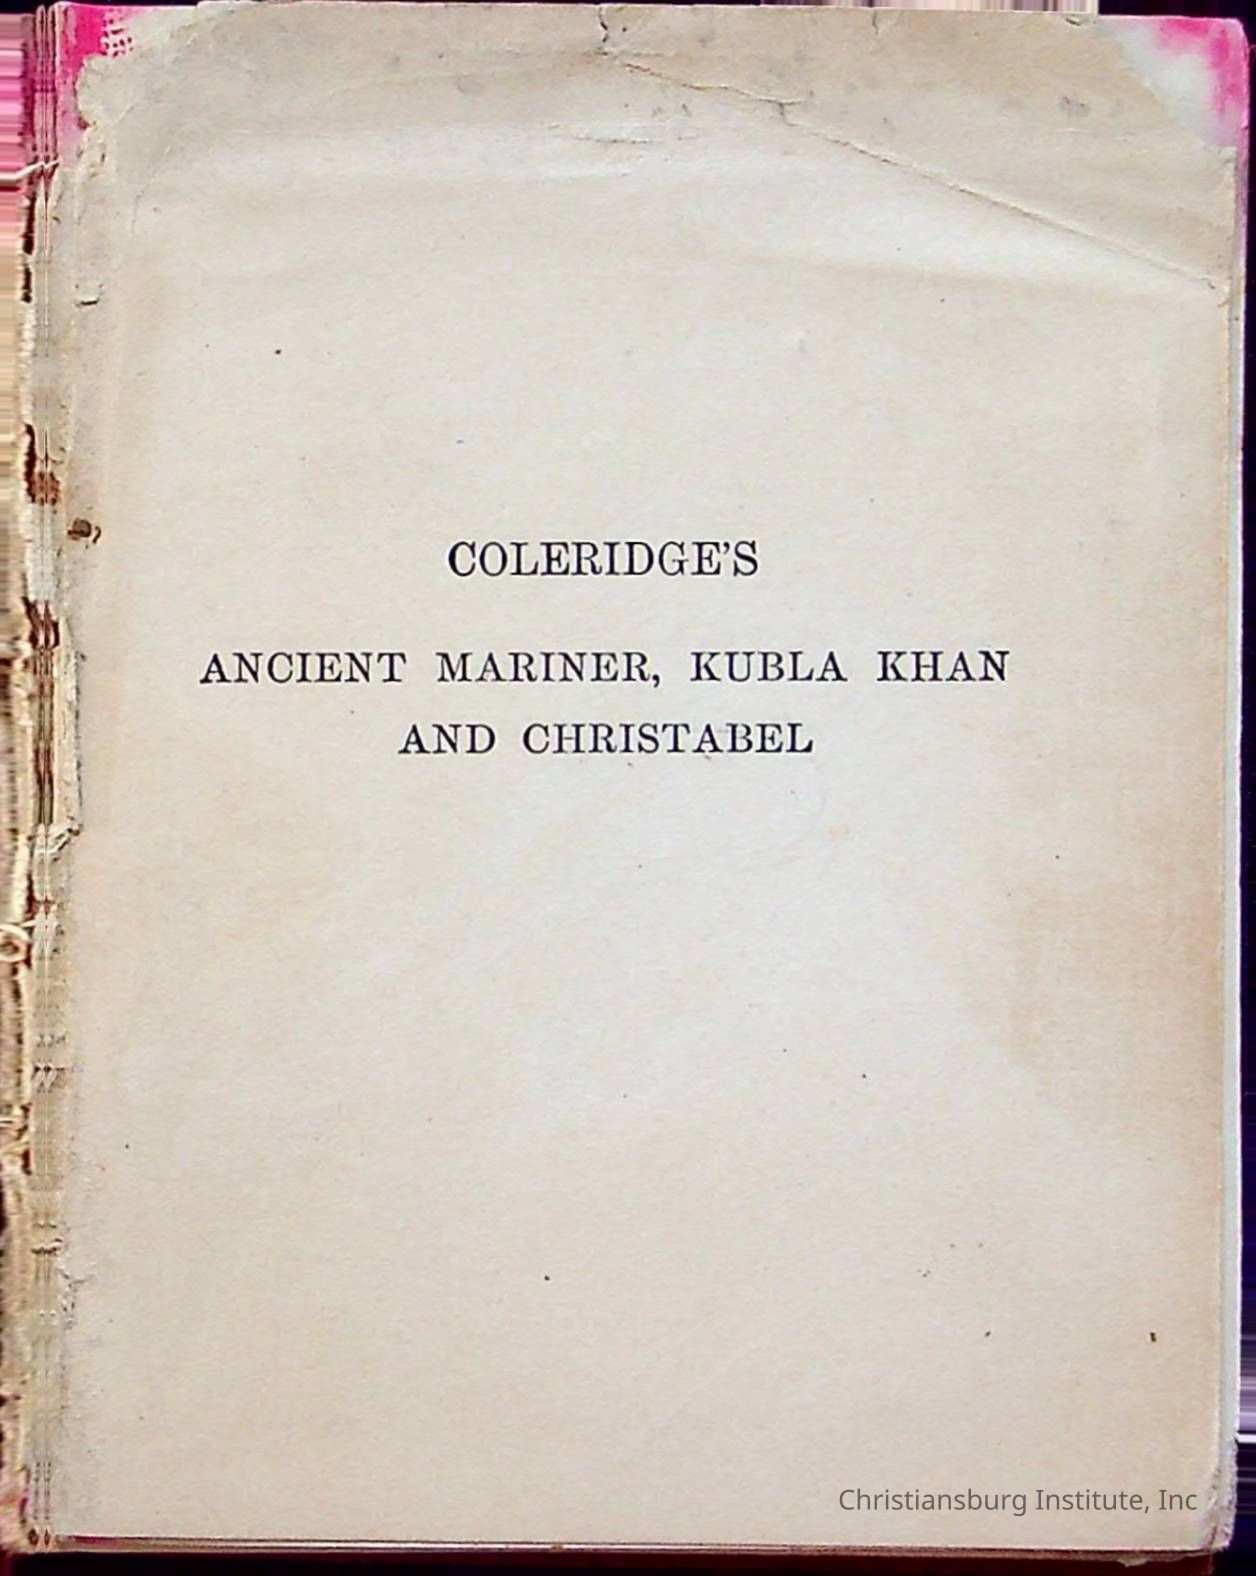 COLERIDGE'S
ANCIENT MARINER, KUBLA KHAN
AND CHRISTABEL
Christiansburg Institute, Inc